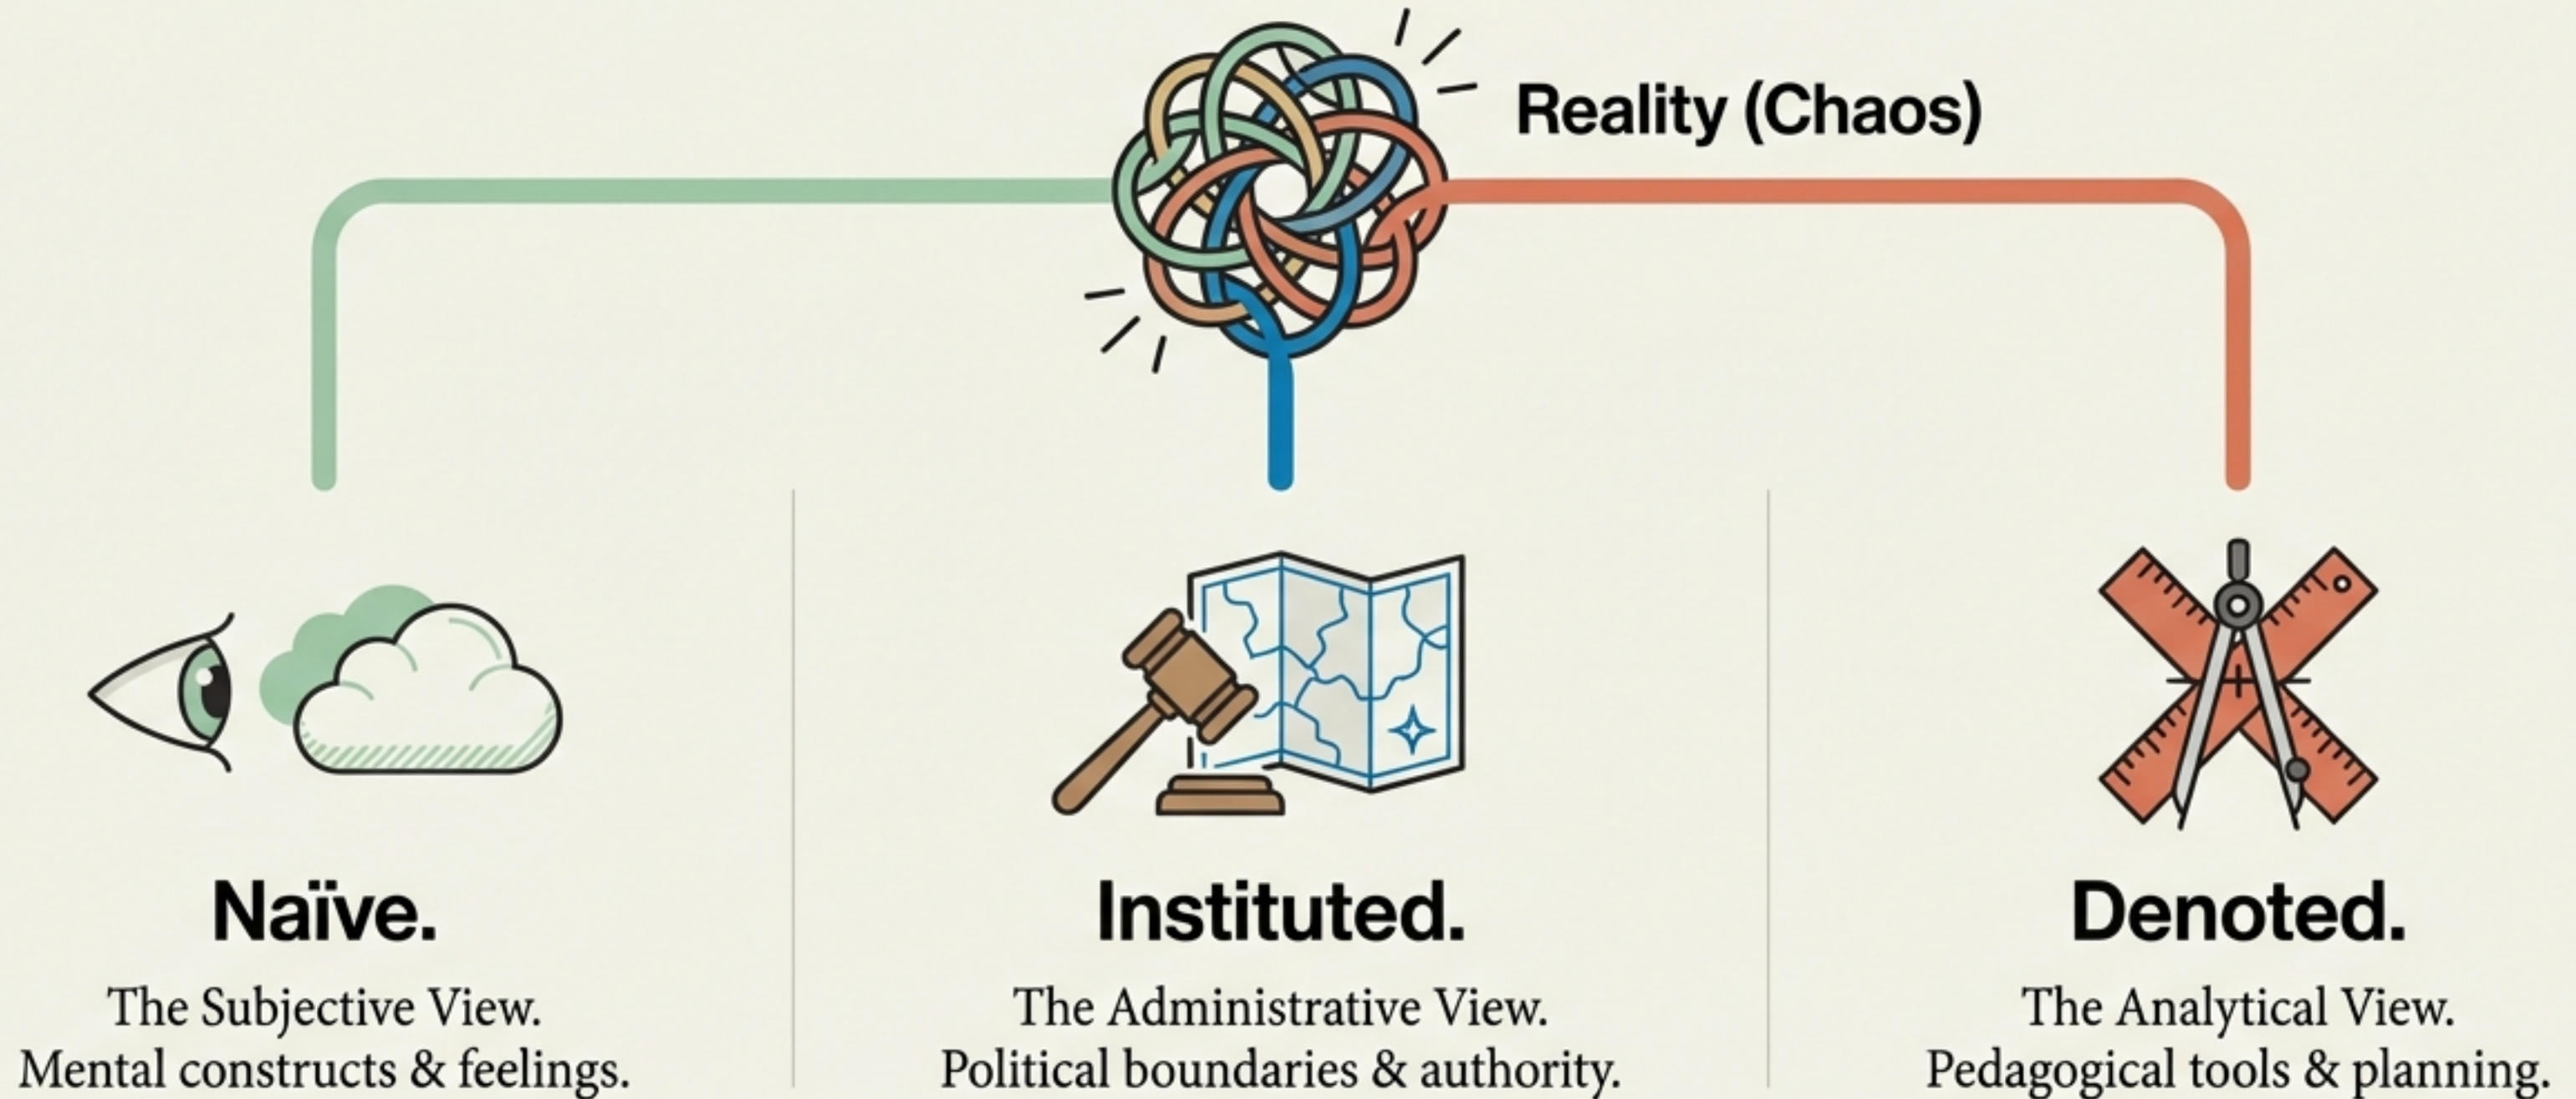 Reality (Chaos)
Naïve.
The Subjective View.
Mental constructs & feelings.
Instituted.
The Administrative View.
Political boundaries & authority.
Denoted.
The Analytical View.
Pedagogical tools & planning.